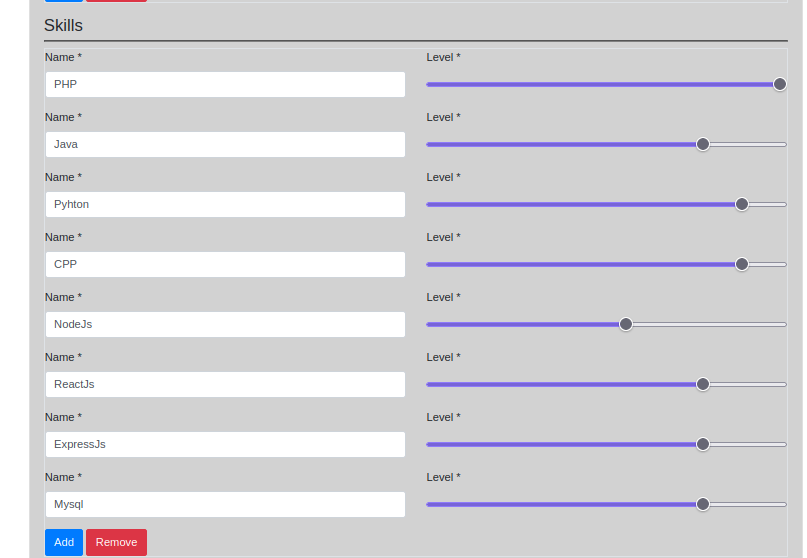 Skills
Name * Level *
PHP
Name * Level *
Java
Name * Level *
Pyhton
Name * Level *
CPP
Name * Level *
NodeJs
Name * Level *
ReactJs
Name * Level *
ExpressJs
Name * Level *
Mysql
Add Remove